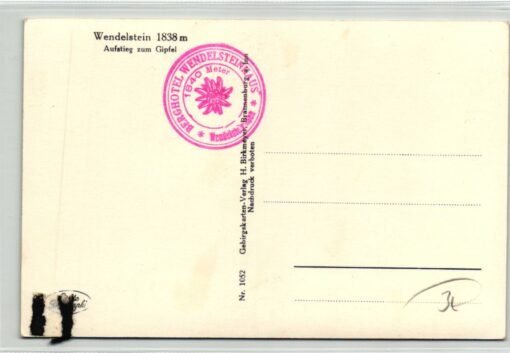 Wendelstein 1838 m
Aufstieg zum Gipfel
BERGHOTEL WENDELSTEINHAUS
1840 Meter
Nr. 1052 Gebirgskarten-Verlag H. Birkmeyer, Brannenburg a. Inn
Nachdruck verboten